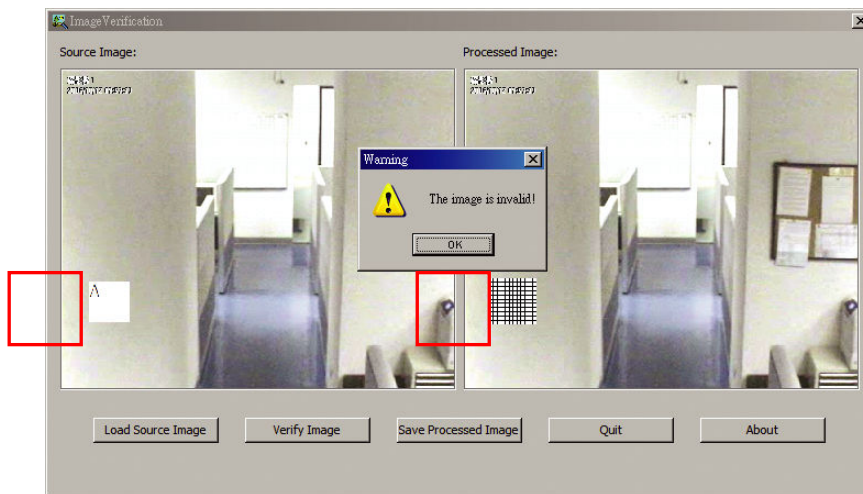 ImageVerification
Source Image:
Processed Image:
Warning
The image is invalid!
OK
Load Source Image
Verify Image
Save Processed Image
Quit
About